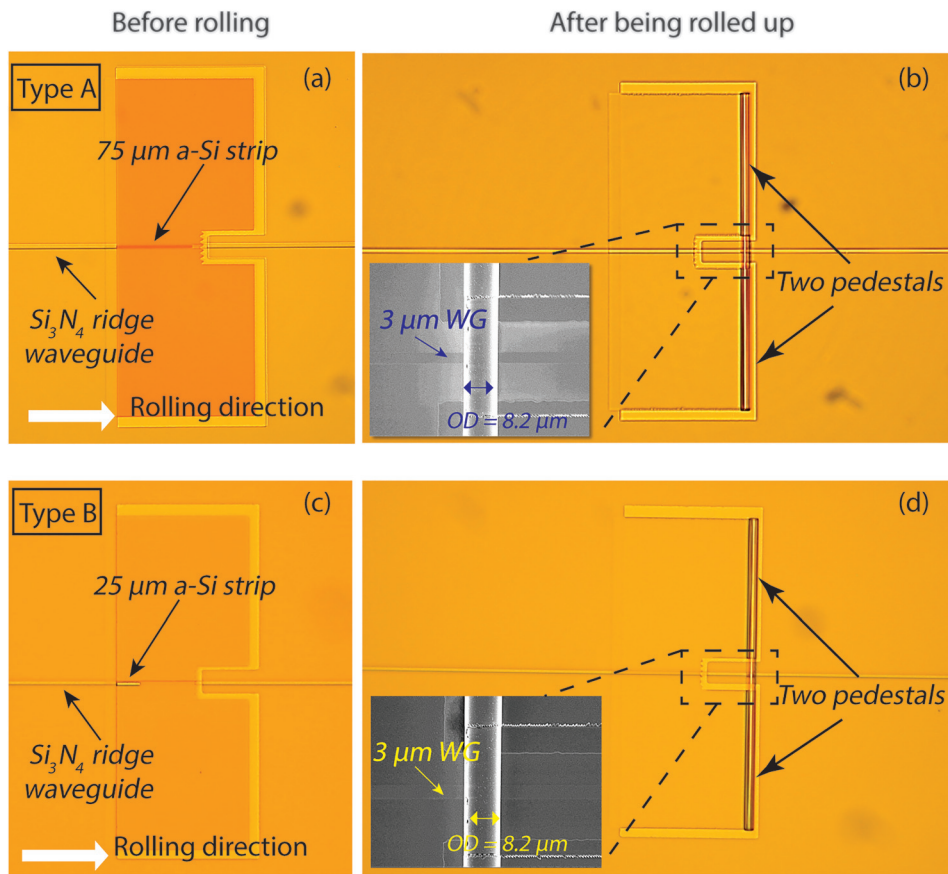 Before rolling
After being rolled up
Type A
(a)
75 μm a-Si strip
Si₃N₄ ridge
waveguide
Rolling direction
(b)
Two pedestals
3 μm WG
OD = 8.2 μm
Type B
(c)
25 μm a-Si strip
Si₃N₄ ridge
waveguide
Rolling direction
(d)
Two pedestals
3 μm WG
OD = 8.2 μm